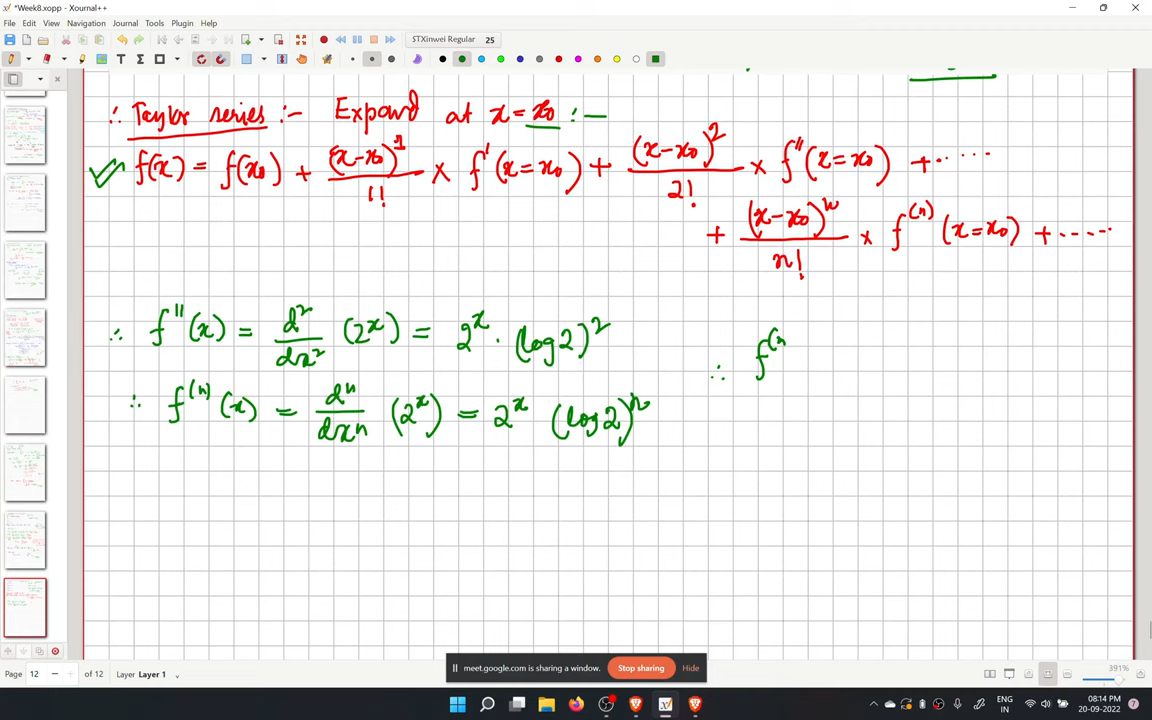 *Week8.xopp - Xournal++
File Edit View Navigation Journal Tools Plugin Help
STXinwei Regular 25
∴ Taylor series :- Expand at x = x₀ :-
f(x) = f(x₀) + (x-x₀)¹/1! × f'(x=x₀) + (x-x₀)²/2! × f''(x=x₀) + ·····
+ (x-x₀)ⁿ/n! × f⁽ⁿ⁾(x=x₀) + ······
∴ f''(x) = d²/dx² (2ˣ) = 2ˣ · (log2)²
∴ f⁽ⁿ
∴ f⁽ⁿ⁾(x) = dⁿ/dxⁿ (2ˣ) = 2ˣ (log2)ⁿ
meet.google.com is sharing a window. Stop sharing Hide
Page 12 of 12 Layer Layer 1 391%
ENG 08:14 PM
IN 20-09-2022